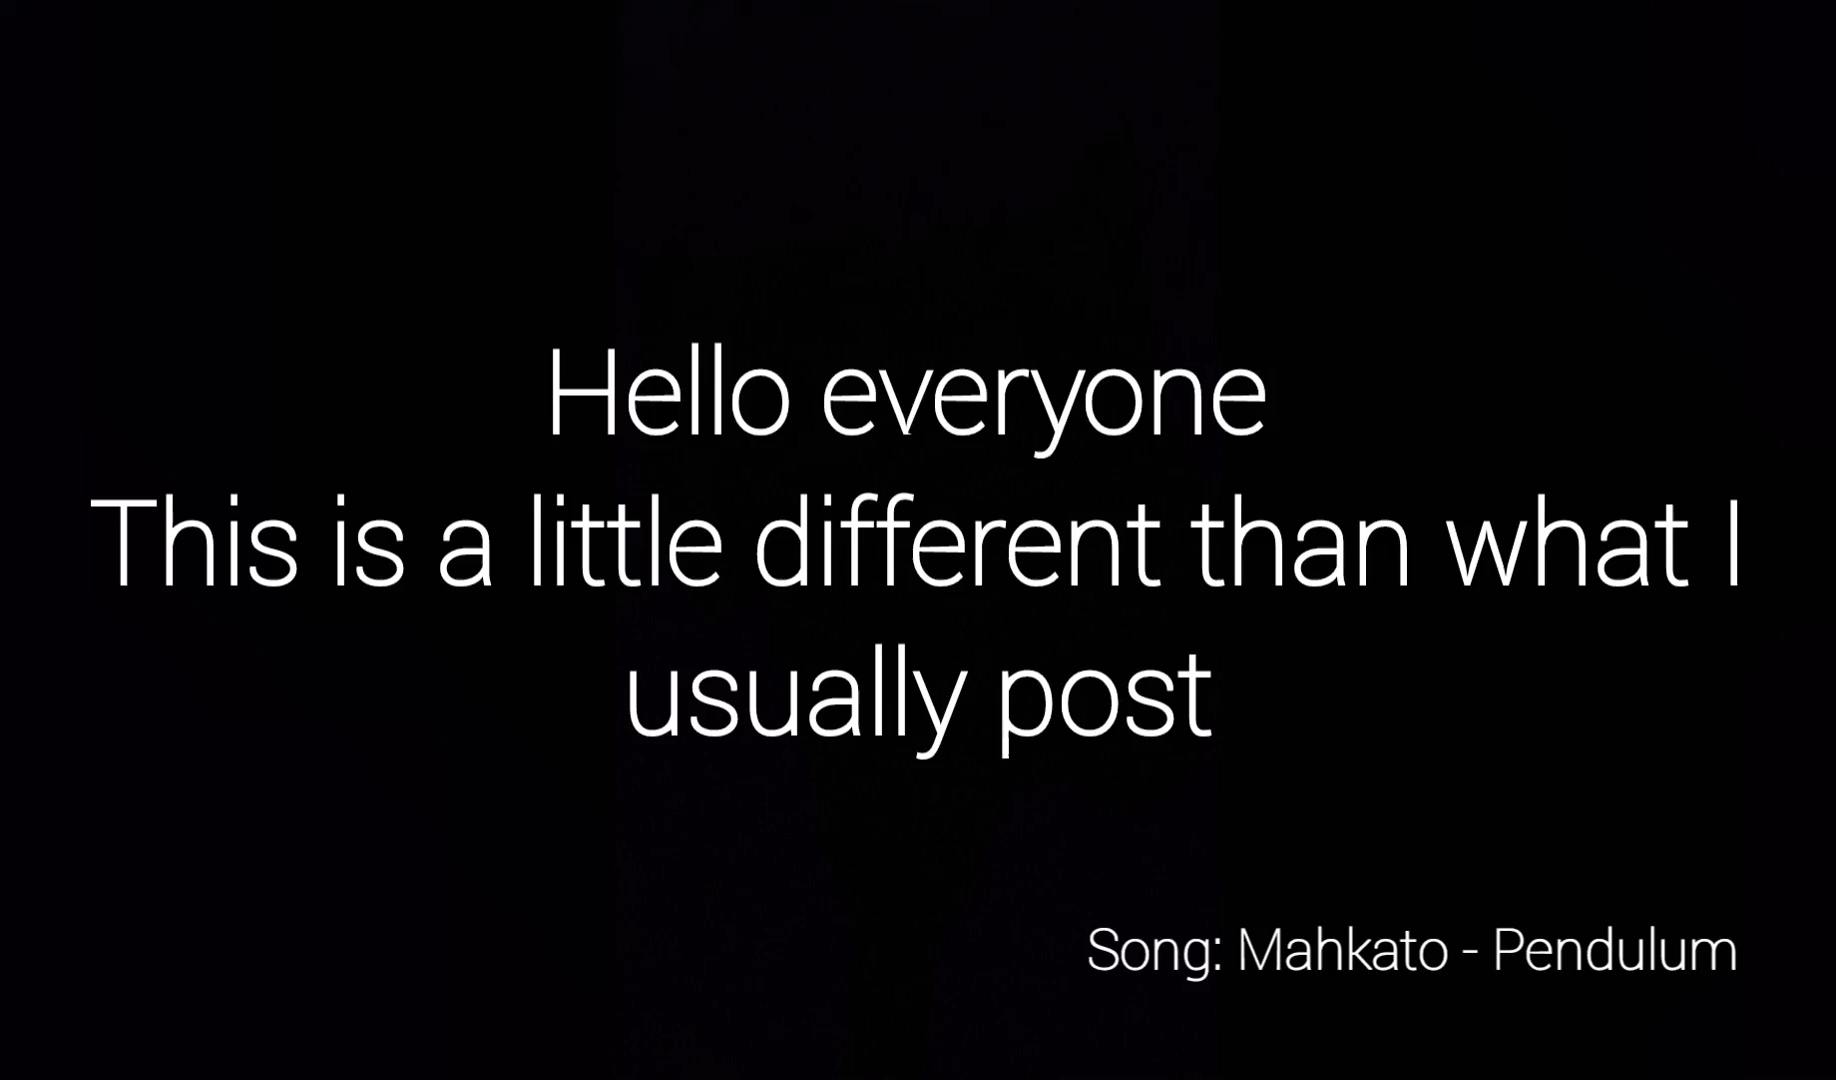 Hello everyone
This is a little different than what I
usually post
Song: Mahkato - Pendulum